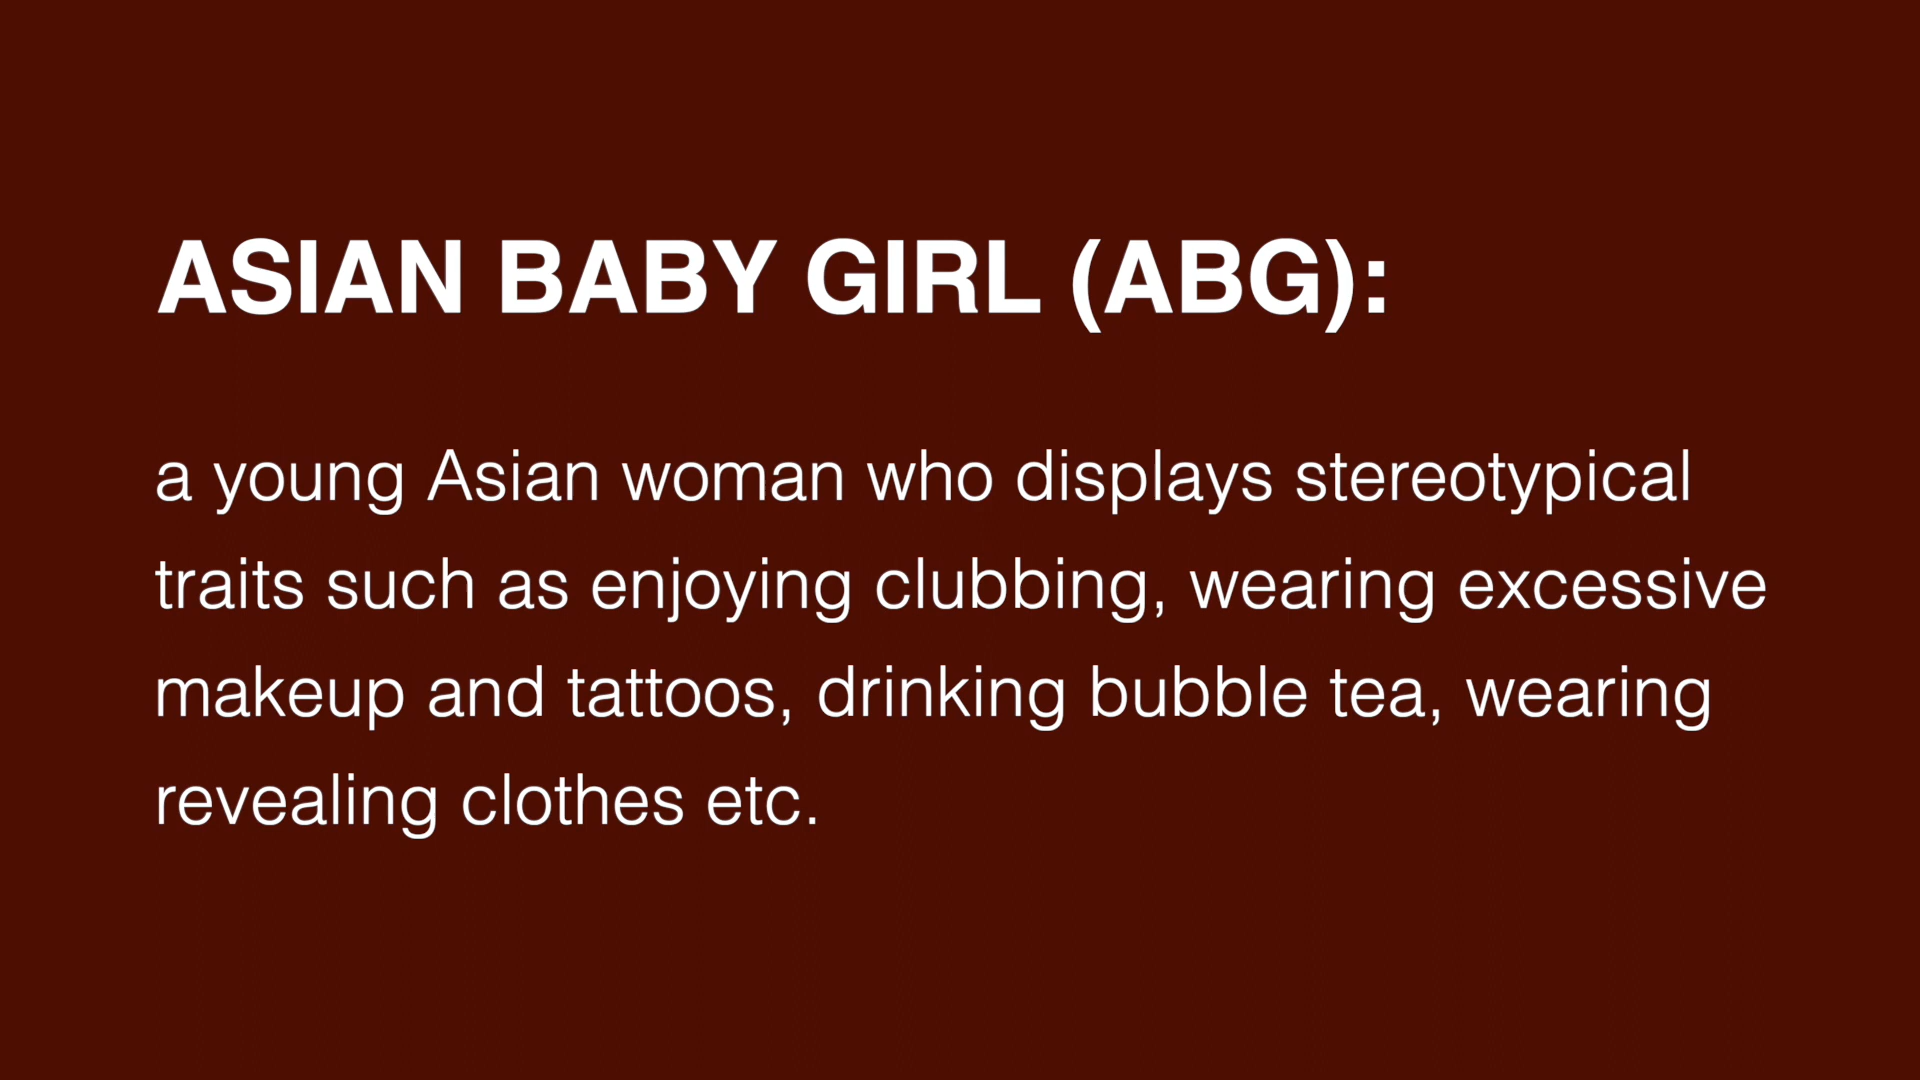 ASIAN BABY GIRL (ABG):
a young Asian woman who displays stereotypical
traits such as enjoying clubbing, wearing excessive
makeup and tattoos, drinking bubble tea, wearing
revealing clothes etc.